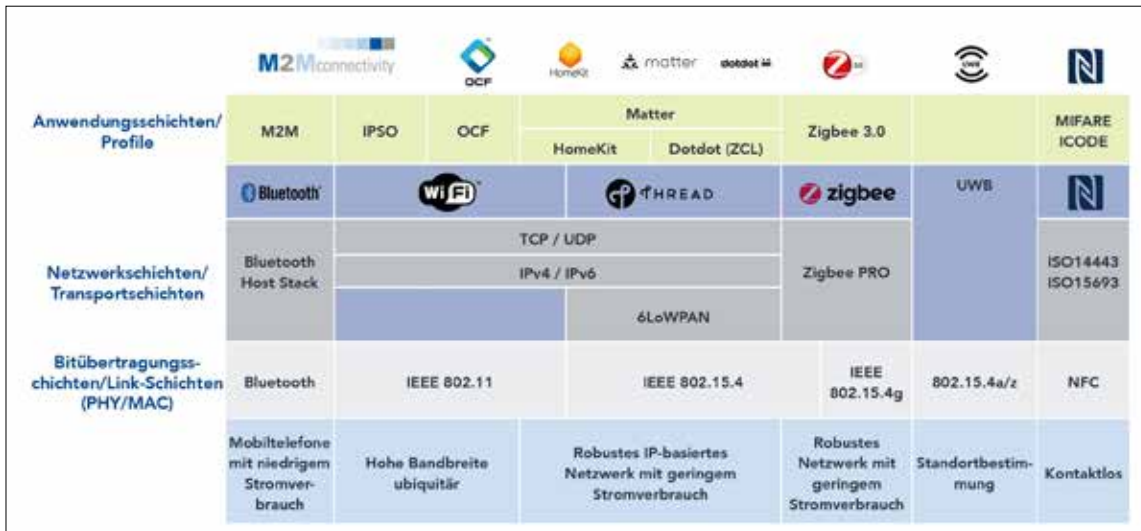 M2Mconnectivity
OCF
HomeKit
matter
dotdot
UWB
N
Anwendungsschichten/
Profile
M2M
IPSO
OCF
Matter
HomeKit
Dotdot (ZCL)
Zigbee 3.0
MIFARE
ICODE
Bluetooth
WiFi
THREAD
zigbee
UWB
N
Netzwerkschichten/
Transportschichten
Bluetooth
Host Stack
TCP / UDP
IPv4 / IPv6
6LoWPAN
Zigbee PRO
ISO14443
ISO15693
Bitübertragungss-
chichten/Link-Schichten
(PHY/MAC)
Bluetooth
IEEE 802.11
IEEE 802.15.4
IEEE
802.15.4g
802.15.4a/z
NFC
Mobiltelefone
mit niedrigem
Stromver-
brauch
Hohe Bandbreite
ubiquitär
Robustes IP-basiertes
Netzwerk mit geringem
Stromverbrauch
Robustes
Netzwerk mit
geringem
Stromverbrauch
Standortbestim-
mung
Kontaktlos